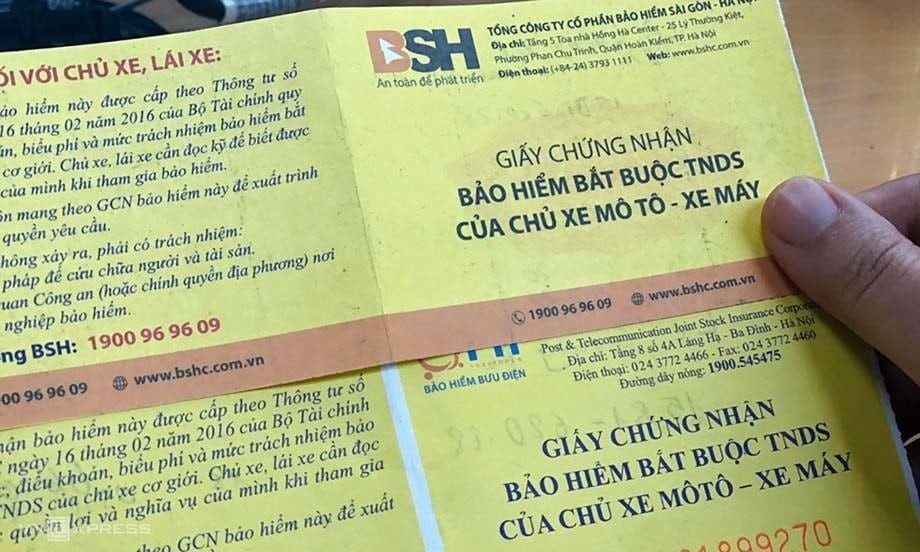 ỐI VỚI CHỦ XE, LÁI XE:
ảo hiểm này được cấp theo Thông tư số
16 tháng 02 năm 2016 của Bộ Tài chính quy
n, biểu phí và mức trách nhiệm bảo hiểm bắt
cơ giới. Chủ xe, lái xe cần đọc kỹ để biết được
của mình khi tham gia bảo hiểm.
ôn mang theo GCN bảo hiểm này để xuất trình
quyền yêu cầu.
hông xảy ra, phải có trách nhiệm:
pháp để cứu chữa người và tài sản.
uan Công an (hoặc chính quyền địa phương) nơi
nghiệp bảo hiểm.
ng BSH: 1900 96 96 09
00 96 96 09 www.bshc.com.vn
BSH
An toàn để phát triển
TỔNG CÔNG TY CỔ PHẦN BẢO HIỂM SÀI GÒN - HÀ N
Địa chỉ: Tầng 5 Tòa nhà Hồng Hà Center - 25 Lý Thường Kiệt,
Phường Phan Chu Trinh, Quận Hoàn Kiếm, TP. Hà Nội
Điện thoại: (+84-24) 3793 1111 Web: www.bshc.com.vn
GIẤY CHỨNG NHẬN
BẢO HIỂM BẮT BUỘC TNDS
CỦA CHỦ XE MÔ TÔ - XE MÁY
1900 96 96 09 www.bshc.com.vn
ận bảo hiểm này được cấp theo Thông tư số
ngày 16 tháng 02 năm 2016 của Bộ Tài chính
c, điều khoản, biểu phí và mức trách nhiệm bảo
TNDS của chủ xe cơ giới. Chủ xe, lái xe cần đọc
quyền lợi và nghĩa vụ của mình khi tham gia
theo GCN bảo hiểm này để xuất
BẢO HIỂM BƯU ĐIỆN
Post & Telecommunication Joint Stock Insurance Corporat
Địa chỉ: Tầng 8 số 4A Láng Hạ - Ba Đình - Hà Nội
Điện thoại: 024 3772 4466 - Fax: 024 3772 4460
Đường dây nóng: 1900.545475
GIẤY CHỨNG NHẬN
BẢO HIỂM BẮT BUỘC TNDS
CỦA CHỦ XE MÔTÔ – XE MÁY
1899270
VNEXPRESS